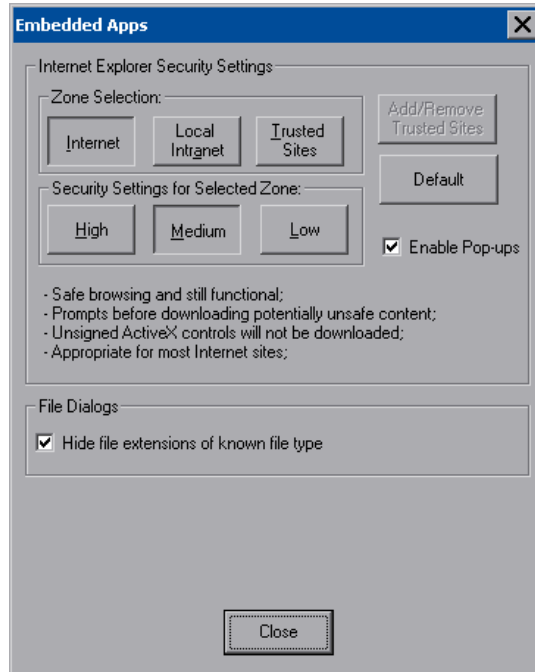 Embedded Apps
Internet Explorer Security Settings
Zone Selection:
Internet
Local
Intranet
Trusted
Sites
Add/Remove
Trusted Sites
Default
Security Settings for Selected Zone:
High
Medium
Low
Enable Pop-ups
- Safe browsing and still functional;
- Prompts before downloading potentially unsafe content;
- Unsigned ActiveX controls will not be downloaded;
- Appropriate for most Internet sites;
File Dialogs
Hide file extensions of known file type
Close